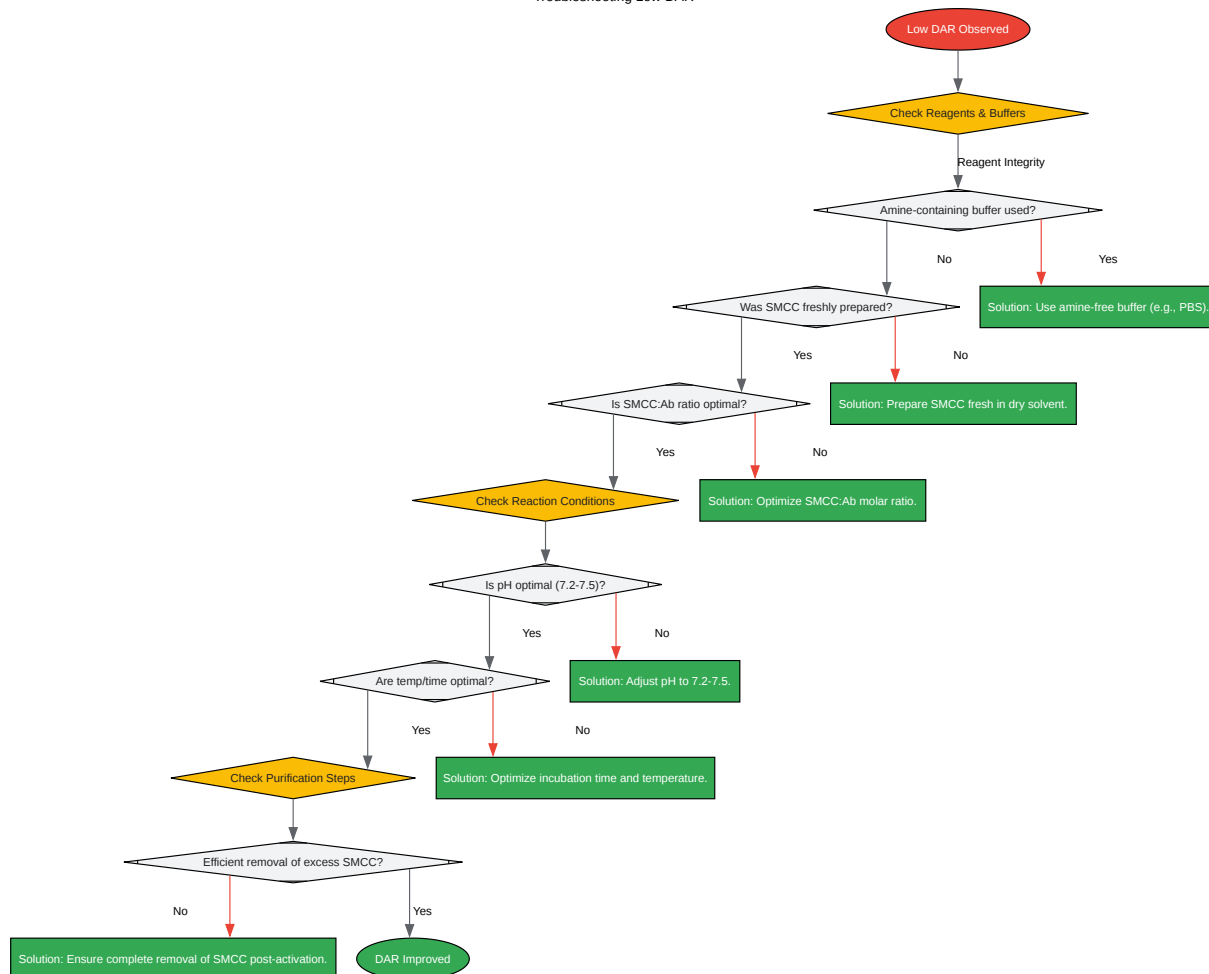 Troubleshooting Low DAR
Low DAR Observed
Check Reagents & Buffers
Reagent Integrity
Amine-containing buffer used?
No
Yes
Was SMCC freshly prepared?
Solution: Use amine-free buffer (e.g., PBS).
Yes
No
Is SMCC:Ab ratio optimal?
Solution: Prepare SMCC fresh in dry solvent.
Yes
No
Check Reaction Conditions
Solution: Optimize SMCC:Ab molar ratio.
Is pH optimal (7.2-7.5)?
Yes
No
Are temp/time optimal?
Solution: Adjust pH to 7.2-7.5.
Yes
No
Check Purification Steps
Solution: Optimize incubation time and temperature.
Efficient removal of excess SMCC?
No
Yes
Solution: Ensure complete removal of SMCC post-activation.
DAR Improved